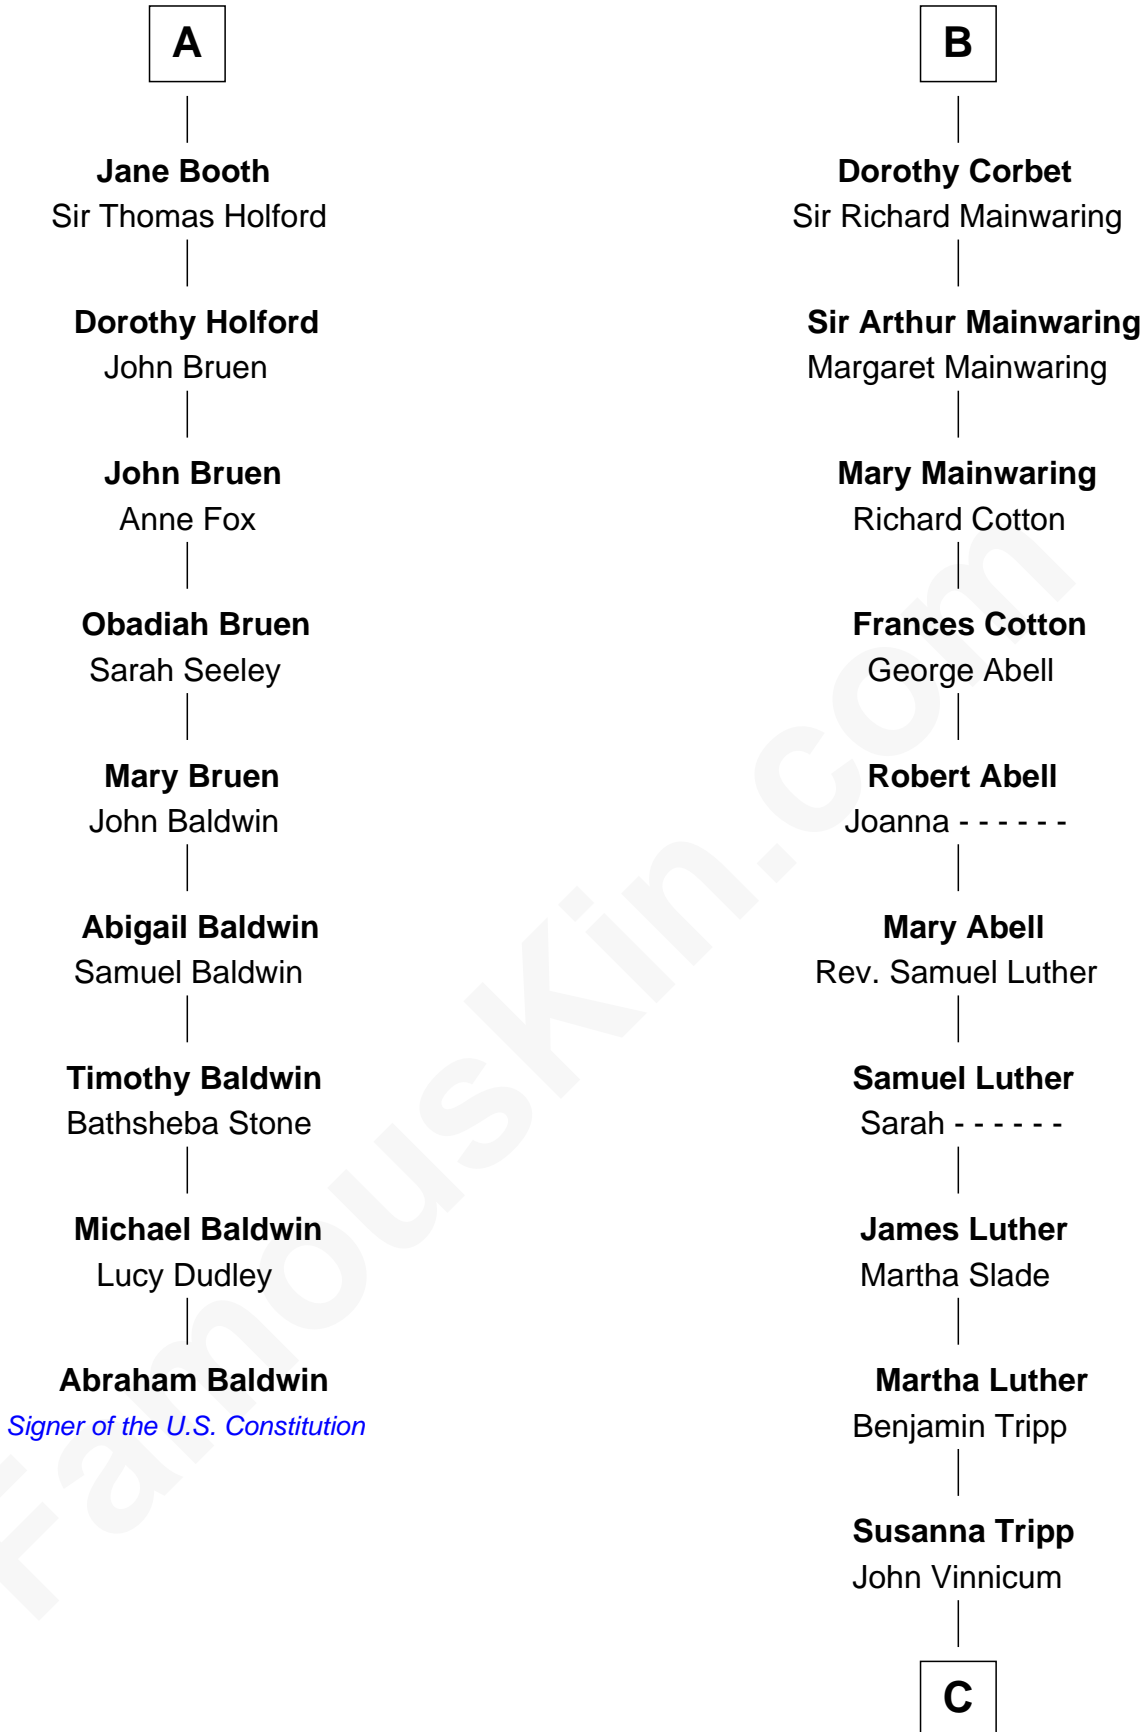 A
Jane Booth
Sir Thomas Holford
Dorothy Holford
John Bruen
John Bruen
Anne Fox
Obadiah Bruen
Sarah Seeley
Mary Bruen
John Baldwin
Abigail Baldwin
Samuel Baldwin
Timothy Baldwin
Bathsheba Stone
Michael Baldwin
Lucy Dudley
Abraham Baldwin
Signer of the U.S. Constitution
B
Dorothy Corbet
Sir Richard Mainwaring
Sir Arthur Mainwaring
Margaret Mainwaring
Mary Mainwaring
Richard Cotton
Frances Cotton
George Abell
Robert Abell
Joanna - - - - - -
Mary Abell
Rev. Samuel Luther
Samuel Luther
Sarah - - - - - -
James Luther
Martha Slade
Martha Luther
Benjamin Tripp
Susanna Tripp
John Vinnicum
C
FamousKin.com